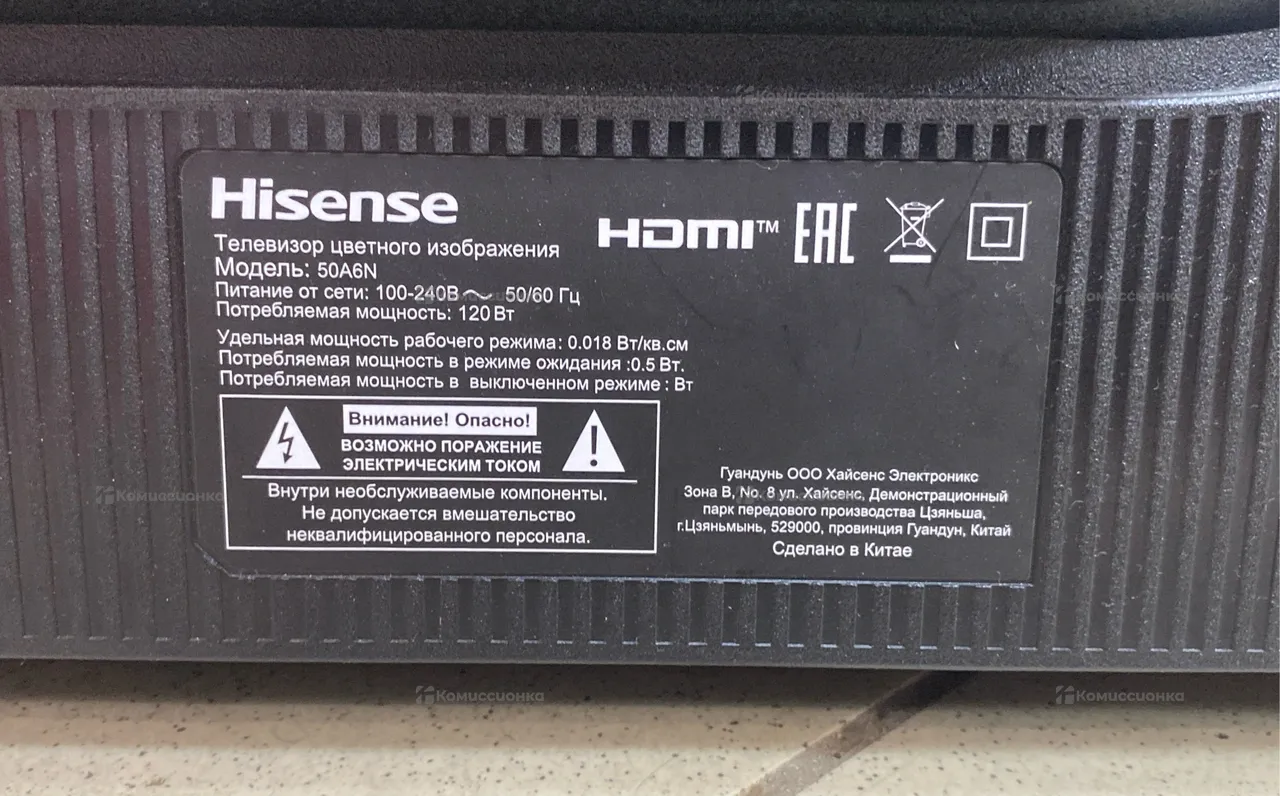 Hisense
HDMI™ EAC
Телевизор цветного изображения
Модель: 50A6N
Питание от сети: 100-240В ~ 50/60 Гц
Потребляемая мощность: 120 Вт
Удельная мощность рабочего режима: 0.018 Вт/кв.см
Потребляемая мощность в режиме ожидания :0.5 Вт.
Потребляемая мощность в выключенном режиме : Вт
Внимание! Опасно!
ВОЗМОЖНО ПОРАЖЕНИЕ
ЭЛЕКТРИЧЕСКИМ ТОКОМ
Внутри необслуживаемые компоненты.
Не допускается вмешательство
неквалифицированного персонала.
Гуандунь ООО Хайсенс Электроникс
Зона В, No. 8 ул. Хайсенс, Демонстрационный
парк передового производства Цзяньша,
г.Цзяньмынь, 529000, провинция Гуандун, Китай
Сделано в Китае
Комиссионка
Комиссионка
Комиссионка